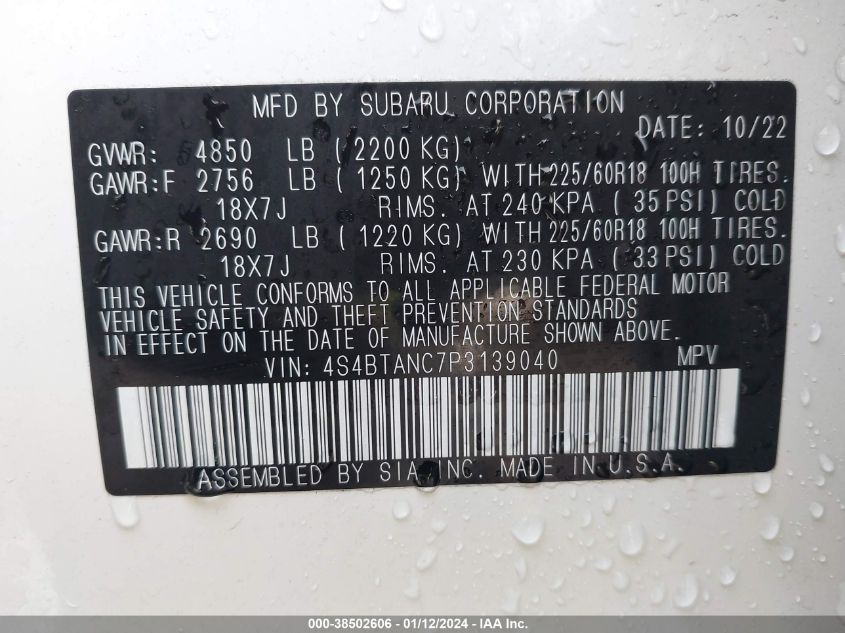 MFD BY SUBARU CORPORATION
DATE: 10/22
GVWR: 4850 LB ( 2200 KG)
GAWR:F 2756 LB ( 1250 KG) WITH 225/60R18 100H TIRES.
18X7J RIMS. AT 240 KPA ( 35 PSI) COLD
GAWR:R 2690 LB ( 1220 KG) WITH 225/60R18 100H TIRES.
18X7J RIMS. AT 230 KPA ( 33 PSI) COLD
THIS VEHICLE CONFORMS TO ALL APPLICABLE FEDERAL MOTOR
VEHICLE SAFETY AND THEFT PREVENTION STANDARDS
IN EFFECT ON THE DATE OF MANUFACTURE SHOWN ABOVE.
VIN: 4S4BTANC7P3139040 MPV
ASSEMBLED BY SIA, INC. MADE IN U.S.A.
000-38502606 - 01/12/2024 - COPYRIGHT IAA HOLDINGS, LLC